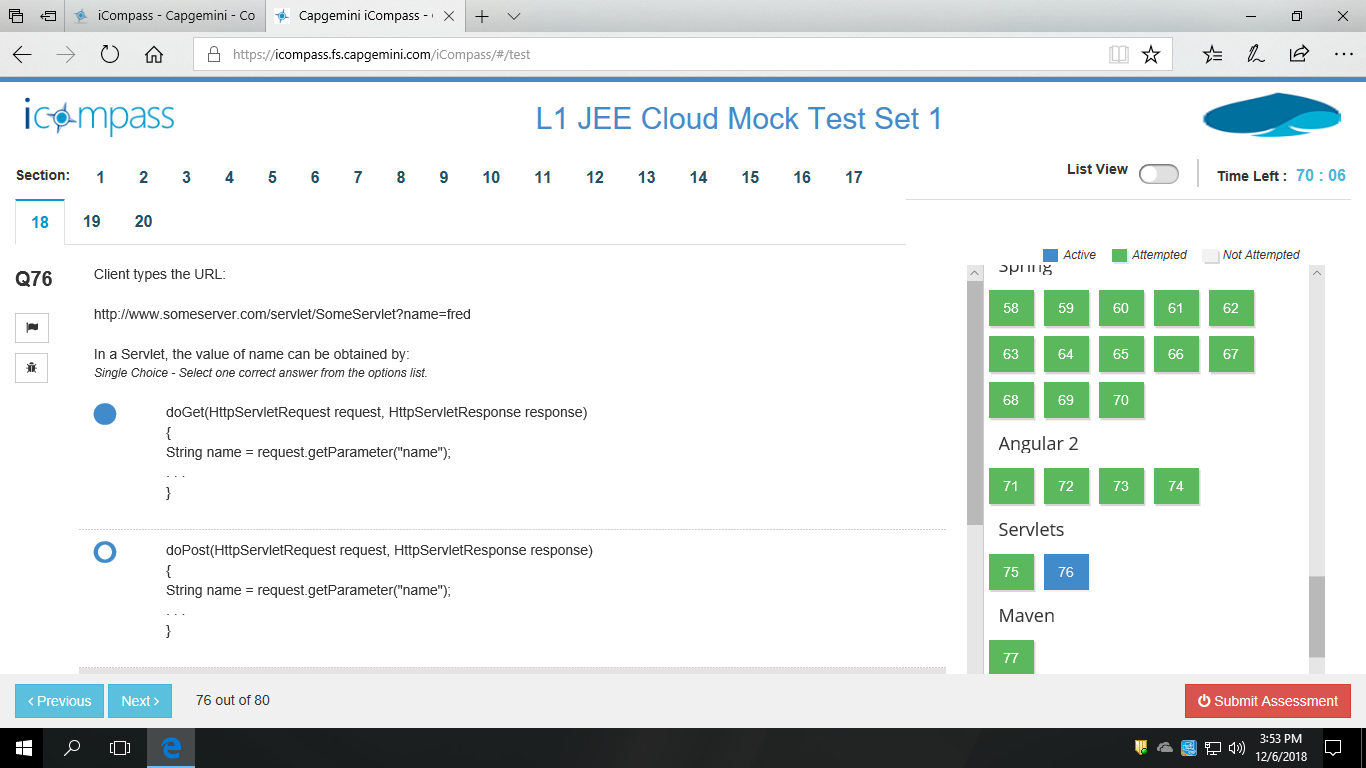 iCompass - Capgemini - Co
Capgemini iCompass -
https://icompass.fs.capgemini.com/iCompass/#/test
icompass
L1 JEE Cloud Mock Test Set 1
Section: 1 2 3 4 5 6 7 8 9 10 11 12 13 14 15 16 17
List View
Time Left : 70 : 06
18 19 20
Active Attempted Not Attempted
Q76
Client types the URL:
http://www.someserver.com/servlet/SomeServlet?name=fred
In a Servlet, the value of name can be obtained by:
Single Choice - Select one correct answer from the options list.
doGet(HttpServletRequest request, HttpServletResponse response)
{
String name = request.getParameter("name");
. . .
}
doPost(HttpServletRequest request, HttpServletResponse response)
{
String name = request.getParameter("name");
. . .
}
Spring
58 59 60 61 62
63 64 65 66 67
68 69 70
Angular 2
71 72 73 74
Servlets
75 76
Maven
77
Previous Next 76 out of 80
Submit Assessment
3:53 PM
12/6/2018